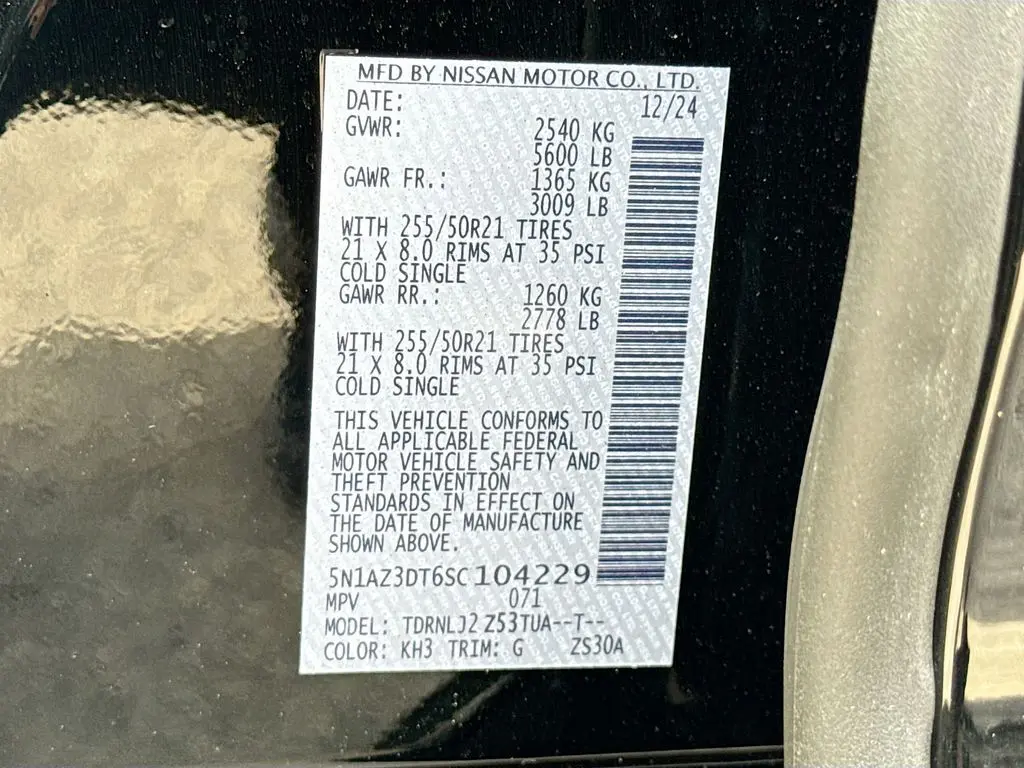 MFD BY NISSAN MOTOR CO., LTD.
DATE: 12/24
GVWR: 2540 KG
5600 LB
GAWR FR.: 1365 KG
3009 LB
WITH 255/50R21 TIRES
21 X 8.0 RIMS AT 35 PSI
COLD SINGLE
GAWR RR.: 1260 KG
2778 LB
WITH 255/50R21 TIRES
21 X 8.0 RIMS AT 35 PSI
COLD SINGLE
THIS VEHICLE CONFORMS TO
ALL APPLICABLE FEDERAL
MOTOR VEHICLE SAFETY AND
THEFT PREVENTION
STANDARDS IN EFFECT ON
THE DATE OF MANUFACTURE
SHOWN ABOVE.
5N1AZ3DT6SC104229
MPV 071
MODEL: TDRNLJ2 Z53TUA--T--
COLOR: KH3 TRIM: G ZS30A